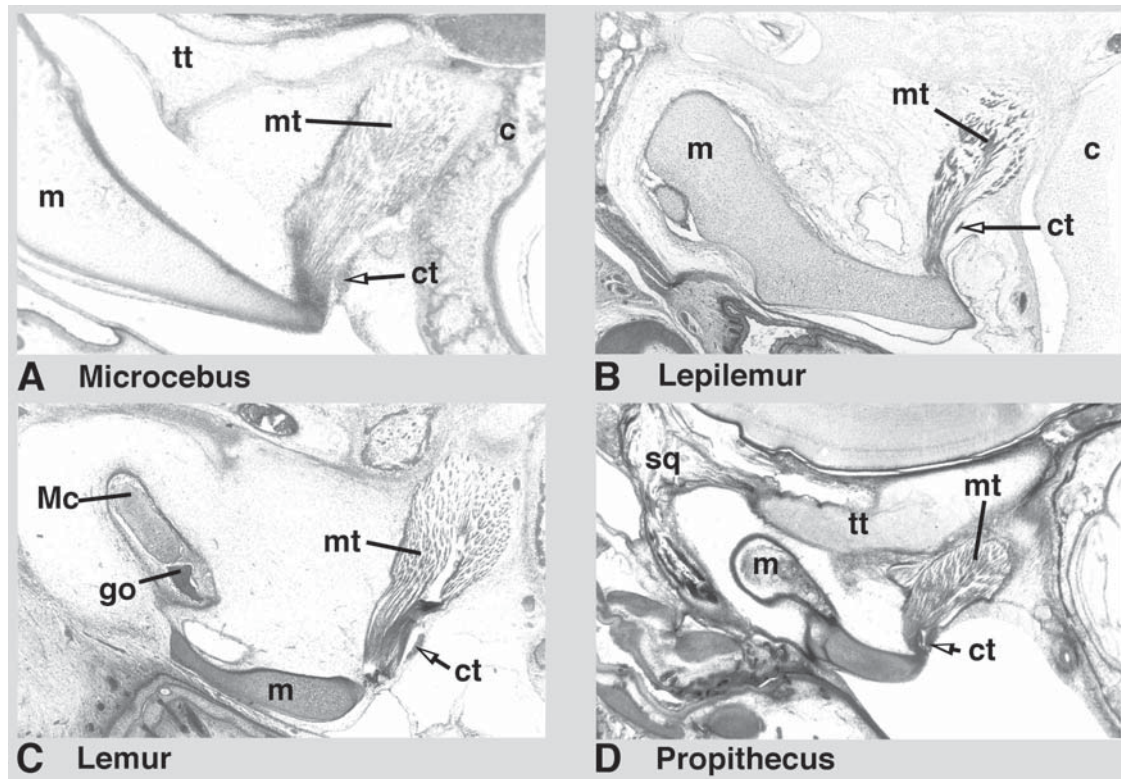 tt
mt
c
m
ct
A Microcebus
mt
m
c
ct
B Lepilemur
Mc
mt
go
ct
m
C Lemur
sq
mt
tt
m
ct
D Propithecus